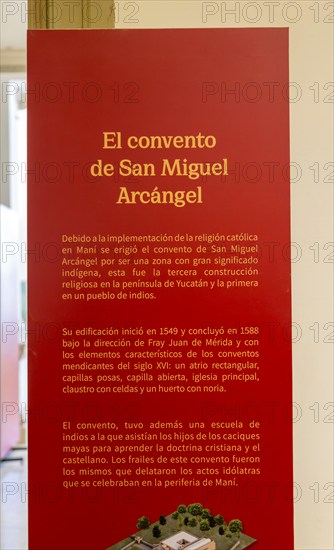 El convento
de San Miguel
Arcángel
Debido a la implementación de la religión católica
en Maní se erigió el convento de San Miguel
Arcángel por ser una zona con gran significado
indígena, esta fue la tercera construcción
religiosa en la península de Yucatán y la primera
en un pueblo de indios.
Su edificación inició en 1549 y concluyó en 1588
bajo la dirección de Fray Juan de Mérida y con
los elementos característicos de los conventos
mendicantes del siglo XVI: un atrio rectangular,
capillas posas, capilla abierta, iglesia principal,
claustro con celdas y un huerto con noria.
El convento, tuvo además una escuela de
indios a la que asistían los hijos de los caciques
mayas para aprender la doctrina cristiana y el
castellano. Los frailes de este convento fueron
los mismos que delataron los actos idólatras
que se celebraban en la periferia de Maní.